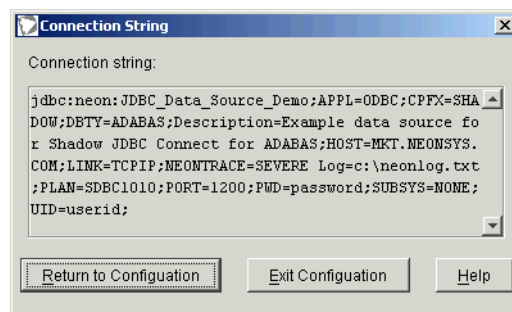 Connection String
Connection string:
jdbc:neon:JDBC_Data_Source_Demo;APPL=ODBC;CPFX=SHA
DOW;DBTY=ADABAS;Description=Example data source fo
r Shadow JDBC Connect for ADABAS;HOST=MKT.NEONSYS.
COM;LINK=TCPIP;NEONTRACE=SEVERE Log=c:\neonlog.txt
;PLAN=SDBC1010;PORT=1200;PWD=password;SUBSYS=NONE;
UID=userid;
Return to Configuation
Exit Configuation
Help